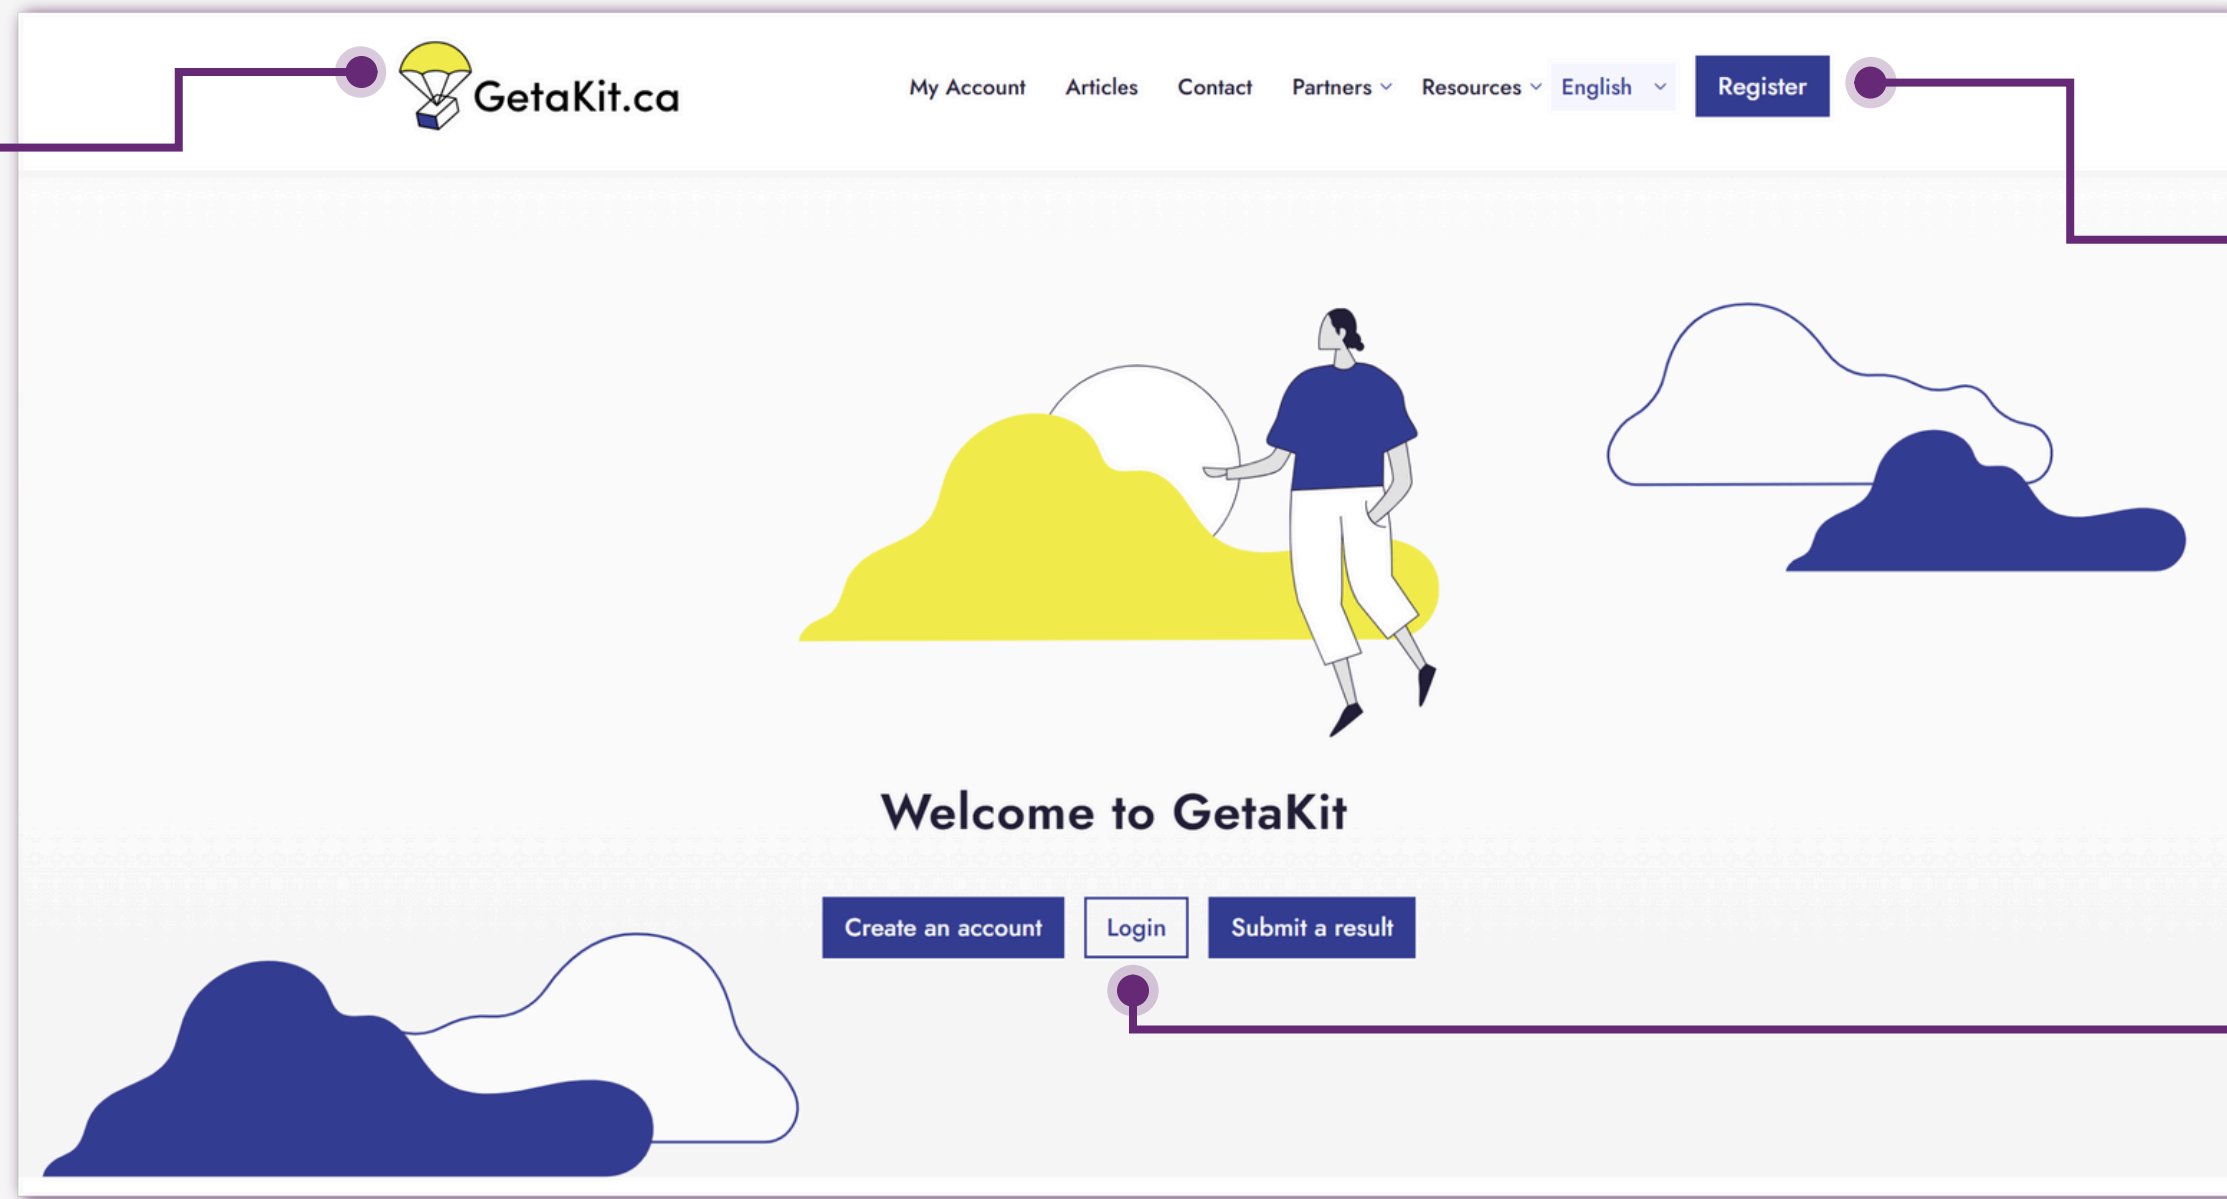 GetaKit.ca
My Account Articles Contact Partners Resources English Register
Welcome to GetaKit
Create an account Login Submit a result